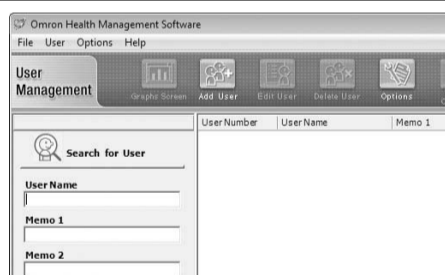 Omron Health Management Software
File User Options Help
User Management
Graphs Screen Add User Edit User Delete User Options
User Number User Name Memo 1
Search for User
User Name
Memo 1
Memo 2